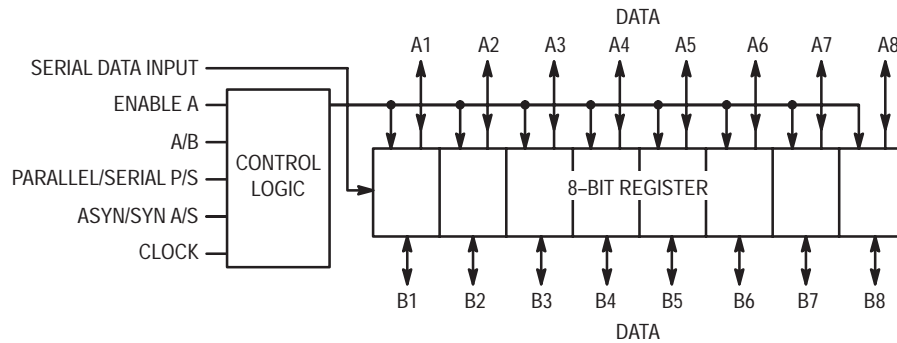 DATA
A1 A2 A3 A4 A5 A6 A7 A8
SERIAL DATA INPUT
ENABLE A
A/B
PARALLEL/SERIAL P/S
ASYN/SYN A/S
CLOCK
CONTROL
LOGIC
8–BIT REGISTER
B1 B2 B3 B4 B5 B6 B7 B8
DATA